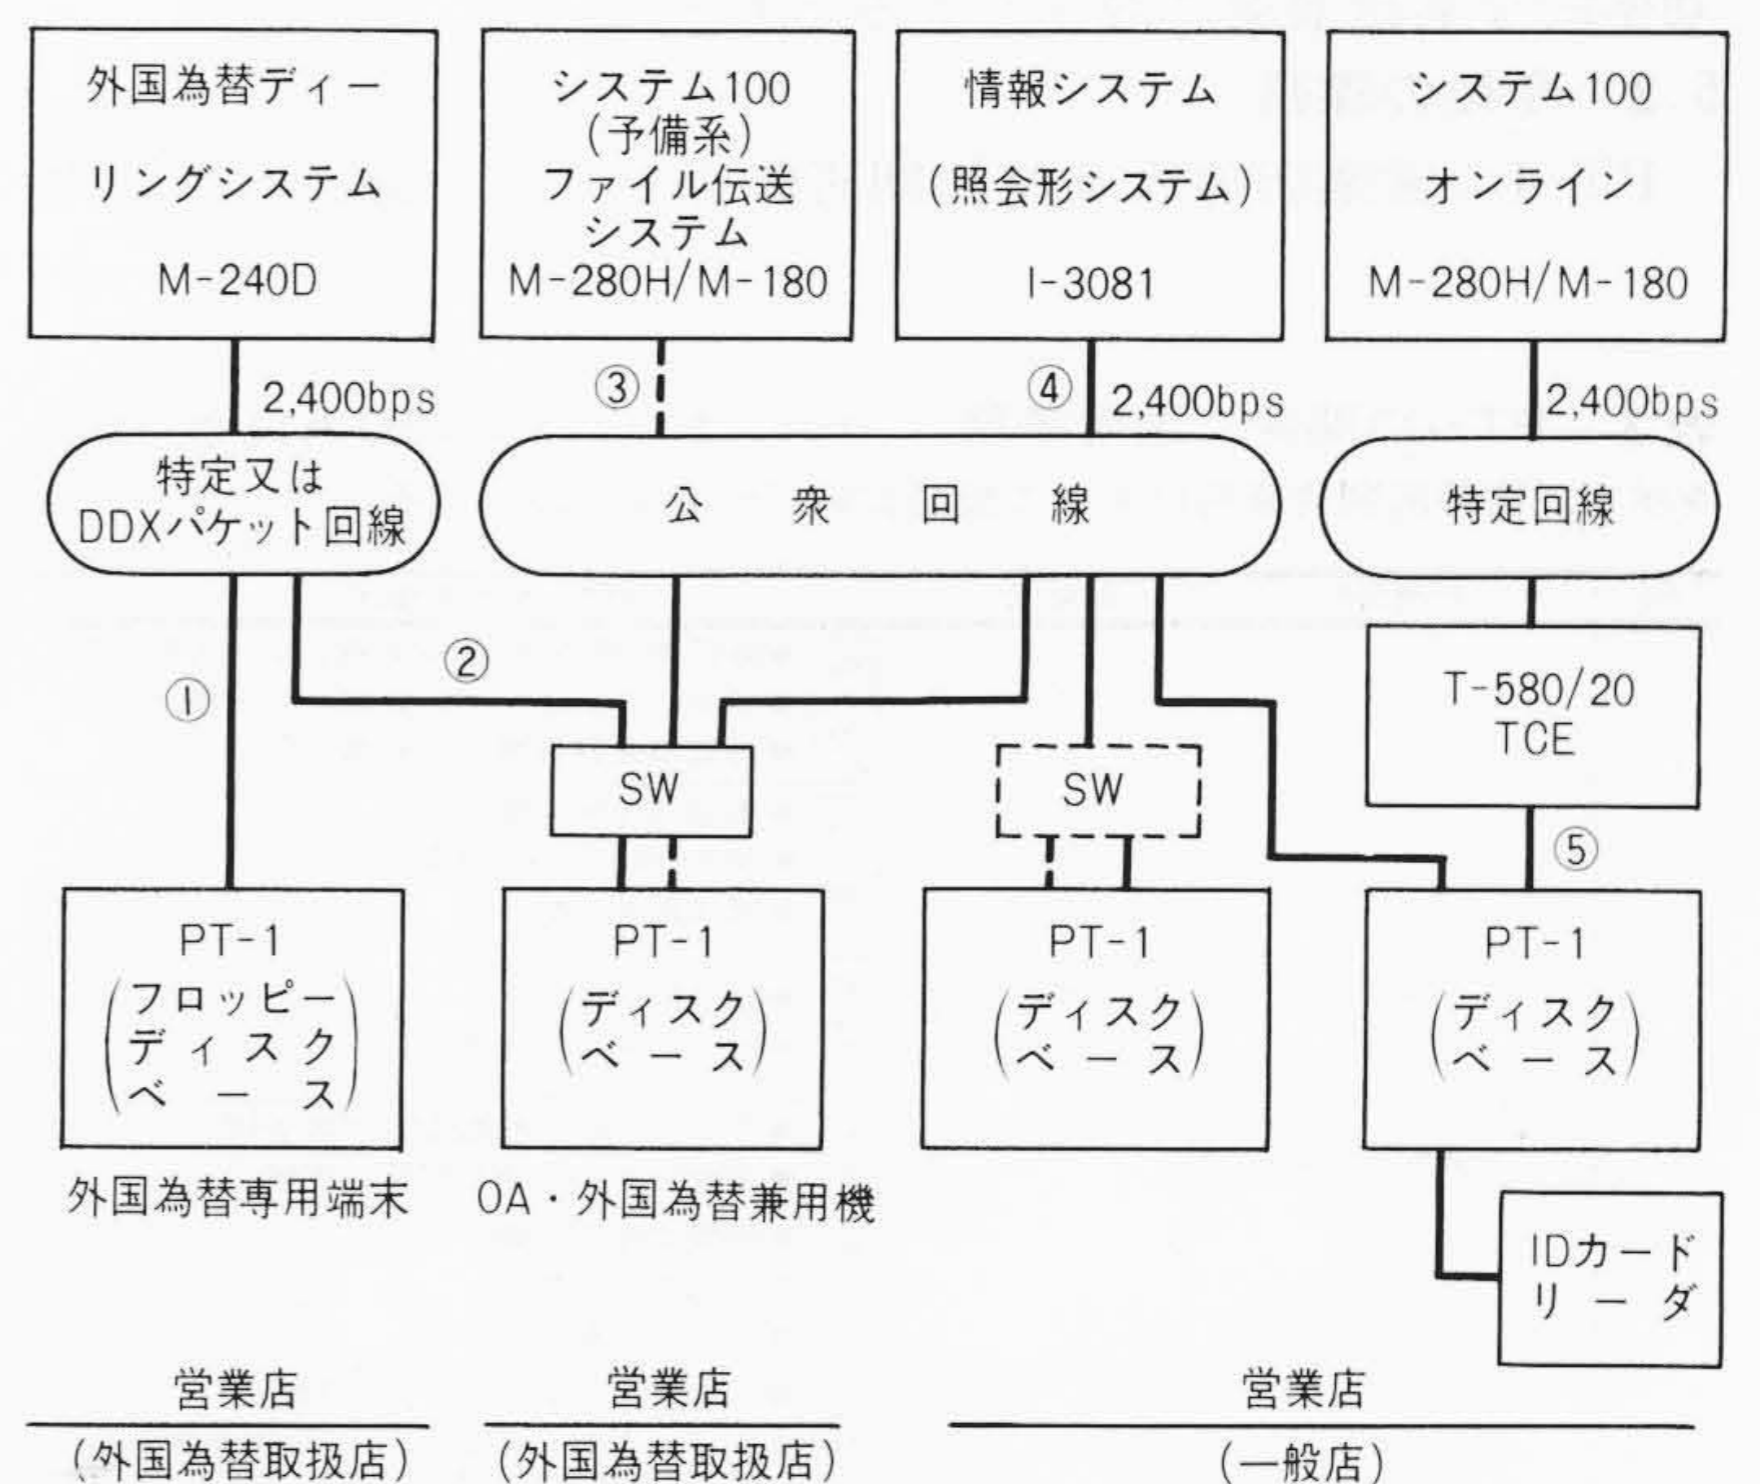 外国為替ディー
リングシステム
M-240D
システム100
(予備系)
ファイル伝送
システム
M-280H/M-180
情報システム
(照会形システム)
I-3081
システム100
オンライン
M-280H/M-180
2,400bps
③
④
2,400bps
2,400bps
特定又は
DDXパケット回線
公衆回線
特定回線
①
②
T-580/20
TCE
SW
SW
⑤
PT-1
(フロッピー
ディスク
ベース)
PT-1
(ディスク
ベース)
PT-1
(ディスク
ベース)
PT-1
(ディスク
ベース)
外国為替専用端末
OA・外国為替兼用機
IDカード
リーダ
営業店
(外国為替取扱店)
営業店
(外国為替取扱店)
営業店
(一般店)